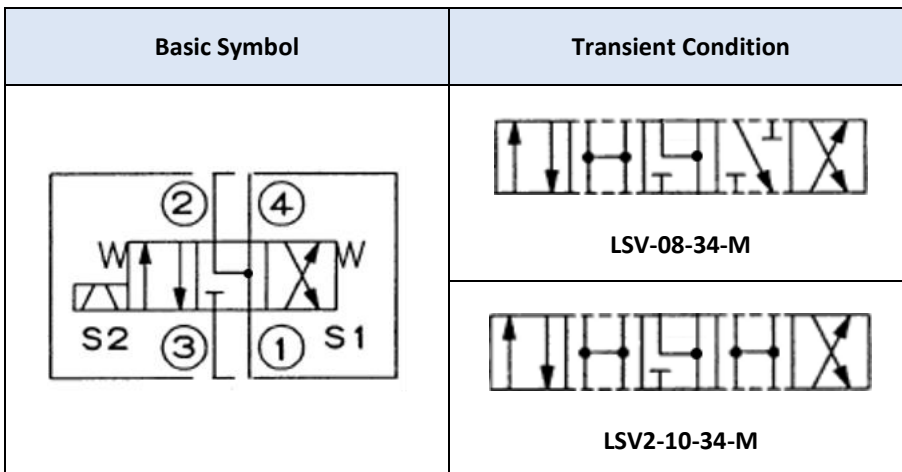 Basic Symbol
Transient Condition
2 4
S2 3 1 S1
LSV-08-34-M
LSV2-10-34-M